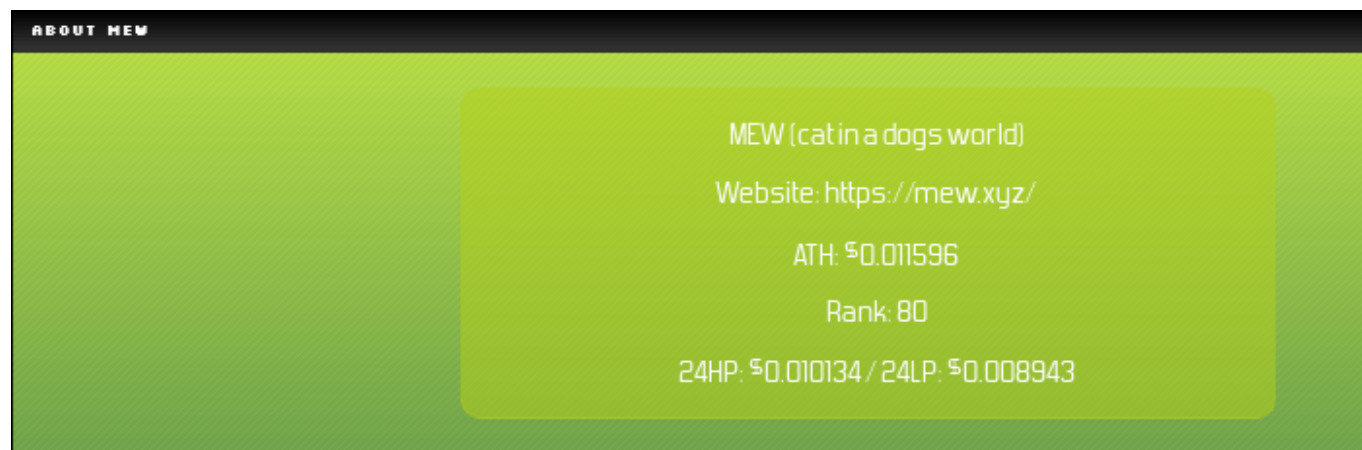 ABOUT MEW
MEW (cat in a dogs world)
Website: https://mew.xyz/
ATH: $0.011596
Rank: 80
24HP: $0.010134 / 24LP: $0.008943